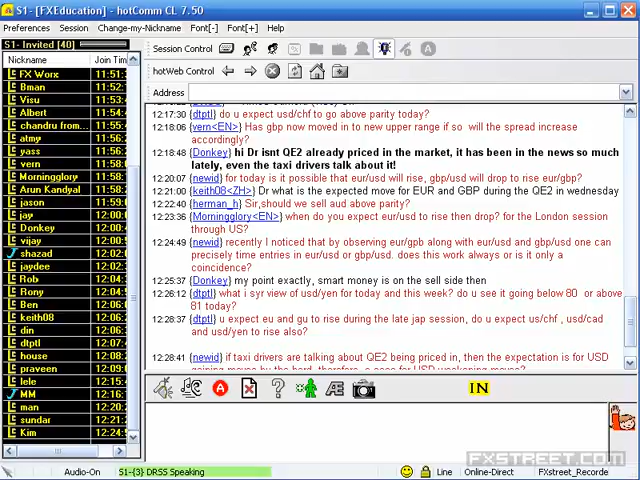 S1- [FXEducation] - hotComm CL 7.50
Preferences Session Change-my-Nickname Font[-] Font[+] Help
S1- Invited [40]
Nickname Join Tim
FX Worx 11:51:
Bman 11:52:
Visu 11:52:
Albert 11:53:
chandru from... 11:53:
atmy 11:55:
yass 11:55:
vern 11:56:
Morningglory 11:57:
Arun Kandyal 11:58:
jason 11:58:
jay 12:00:
Donkey 12:00:
vijay 12:01:
shazad 12:01:
jaydee 12:02:
Rob 12:04:
Rony 12:04:
Ben 12:05:
keith08 12:06:
din 12:10:
dtptl 12:11:
house 12:11:
praveen 12:14:
lele 12:15:
MM 12:16:
man 12:20:
sundar 12:21:
Kim 12:24:
Session Control
hotWeb Control
Address
12:17:30 {dtptl} do u expect usd/chf to go above parity today?
12:18:06 {vern<EN>} Has gbp now moved in to new upper range if so will the spread increase
accordingly?
12:18:48 {Donkey} hi Dr isnt QE2 already priced in the market, it has been in the news so much
lately, even the taxi drivers talk about it!
12:20:07 {newid} for today is it possible that eur/usd will rise, gbp/usd will drop to rise eur/gbp?
12:21:00 {keith08<ZH>} Dr what is the expected move for EUR and GBP during the QE2 in wednesday
12:22:40 {herman_h} Sir,should we sell aud above parity?
12:23:36 {Morningglory<EN>} when do you expect eur/usd to rise then drop? for the London session
through US?
12:24:49 {newid} recently I noticed that by observing eur/gbp along with eur/usd and gbp/usd one can
precisely time entries in eur/usd or gbp/usd. does this work always or is it only a
coincidence?
12:25:37 {Donkey} my point exactly, smart money is on the sell side then
12:26:12 {dtptl} what i syr view of usd/yen for today and this week? do u see it going below 80 or above
81 today?
12:28:37 {dtptl} u expect eu and gu to rise during the late jap session, do u expect us/chf , usd/cad
and usd/yen to rise also?
12:28:41 {newid} if taxi drivers are talking about QE2 being priced in, then the expectation is for USD
IN
FXSTREET.COM
Audio-On S1-{3} DRSS Speaking Line Online-Direct FXstreet_Recorde